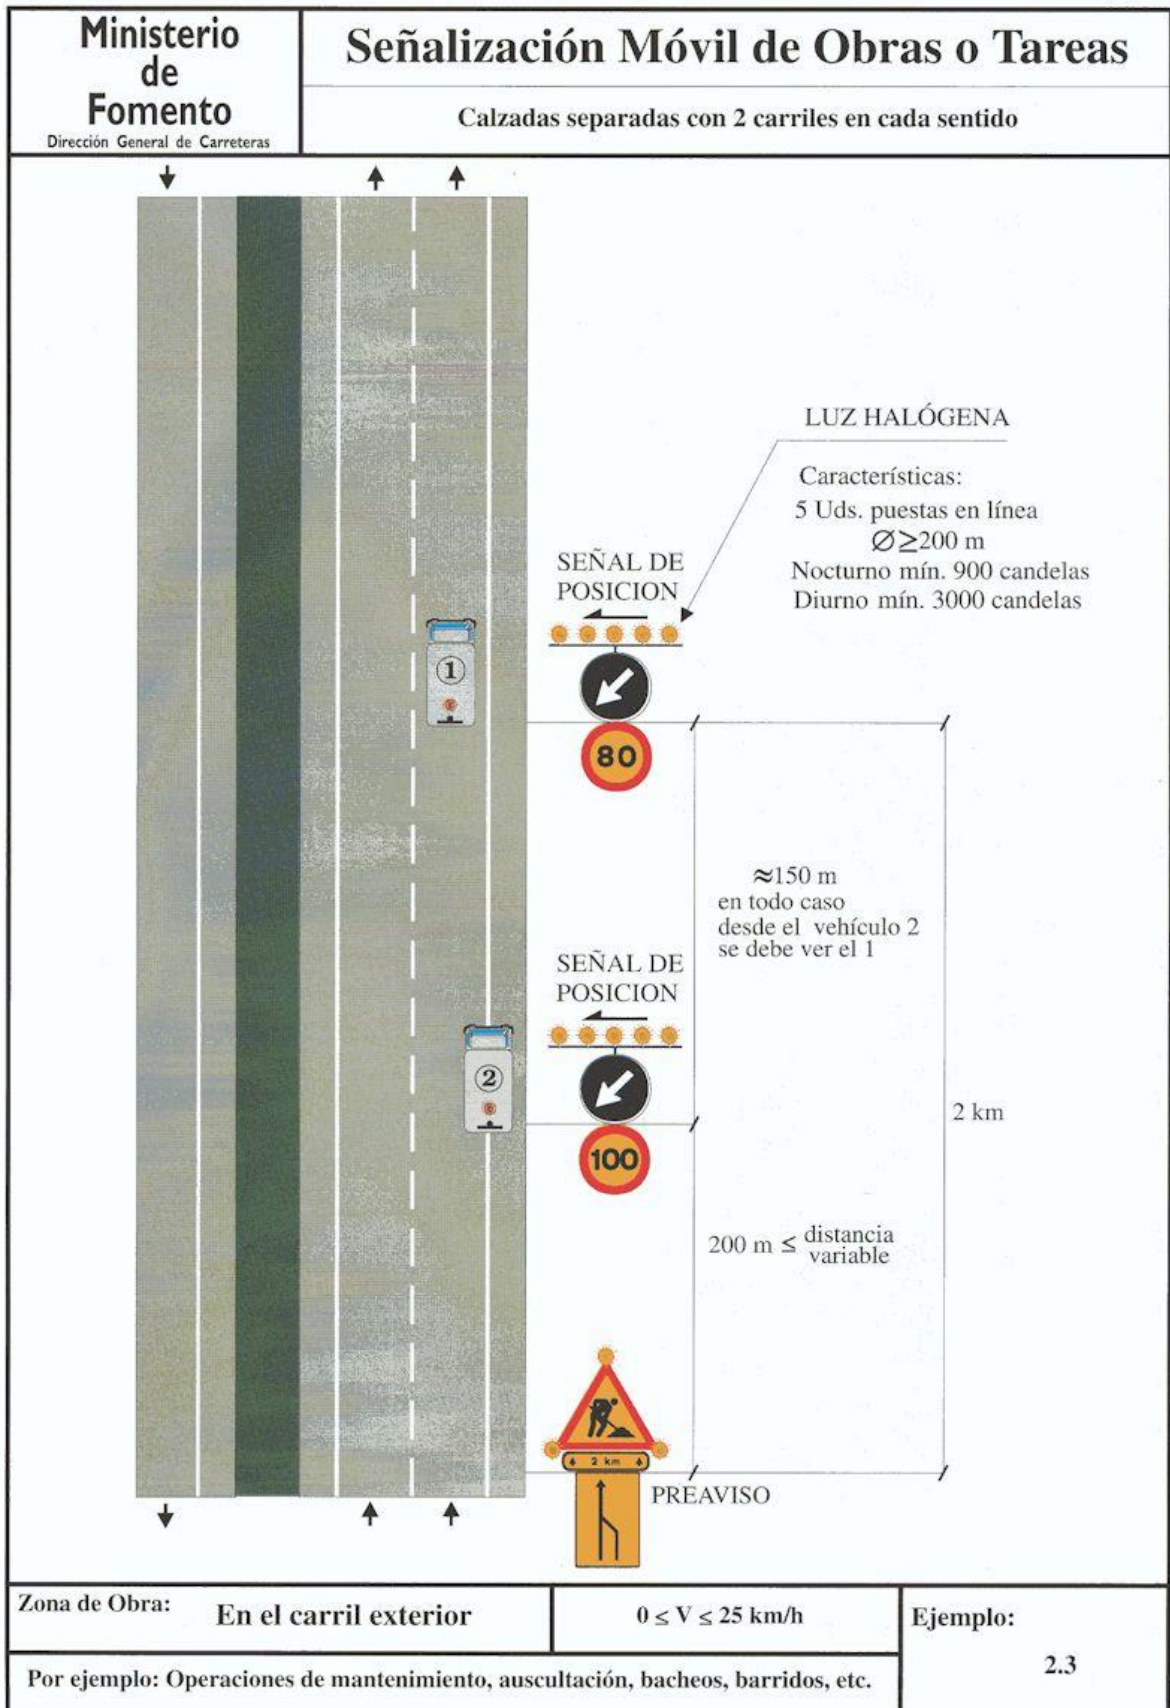 Ministerio
de
Fomento
Dirección General de Carreteras
Señalización Móvil de Obras o Tareas
Calzadas separadas con 2 carriles en cada sentido
LUZ HALÓGENA
Características:
5 Uds. puestas en línea
Ø≥200 m
Nocturno mín. 900 candelas
Diurno mín. 3000 candelas
SEÑAL DE
POSICION
1
80
≈150 m
en todo caso
desde el vehículo 2
se debe ver el 1
SEÑAL DE
POSICION
2
100
2 km
200 m ≤ distancia
variable
2 km
PREAVISO
Zona de Obra:
En el carril exterior
0 ≤ V ≤ 25 km/h
Ejemplo:
2.3
Por ejemplo: Operaciones de mantenimiento, auscultación, bacheos, barridos, etc.